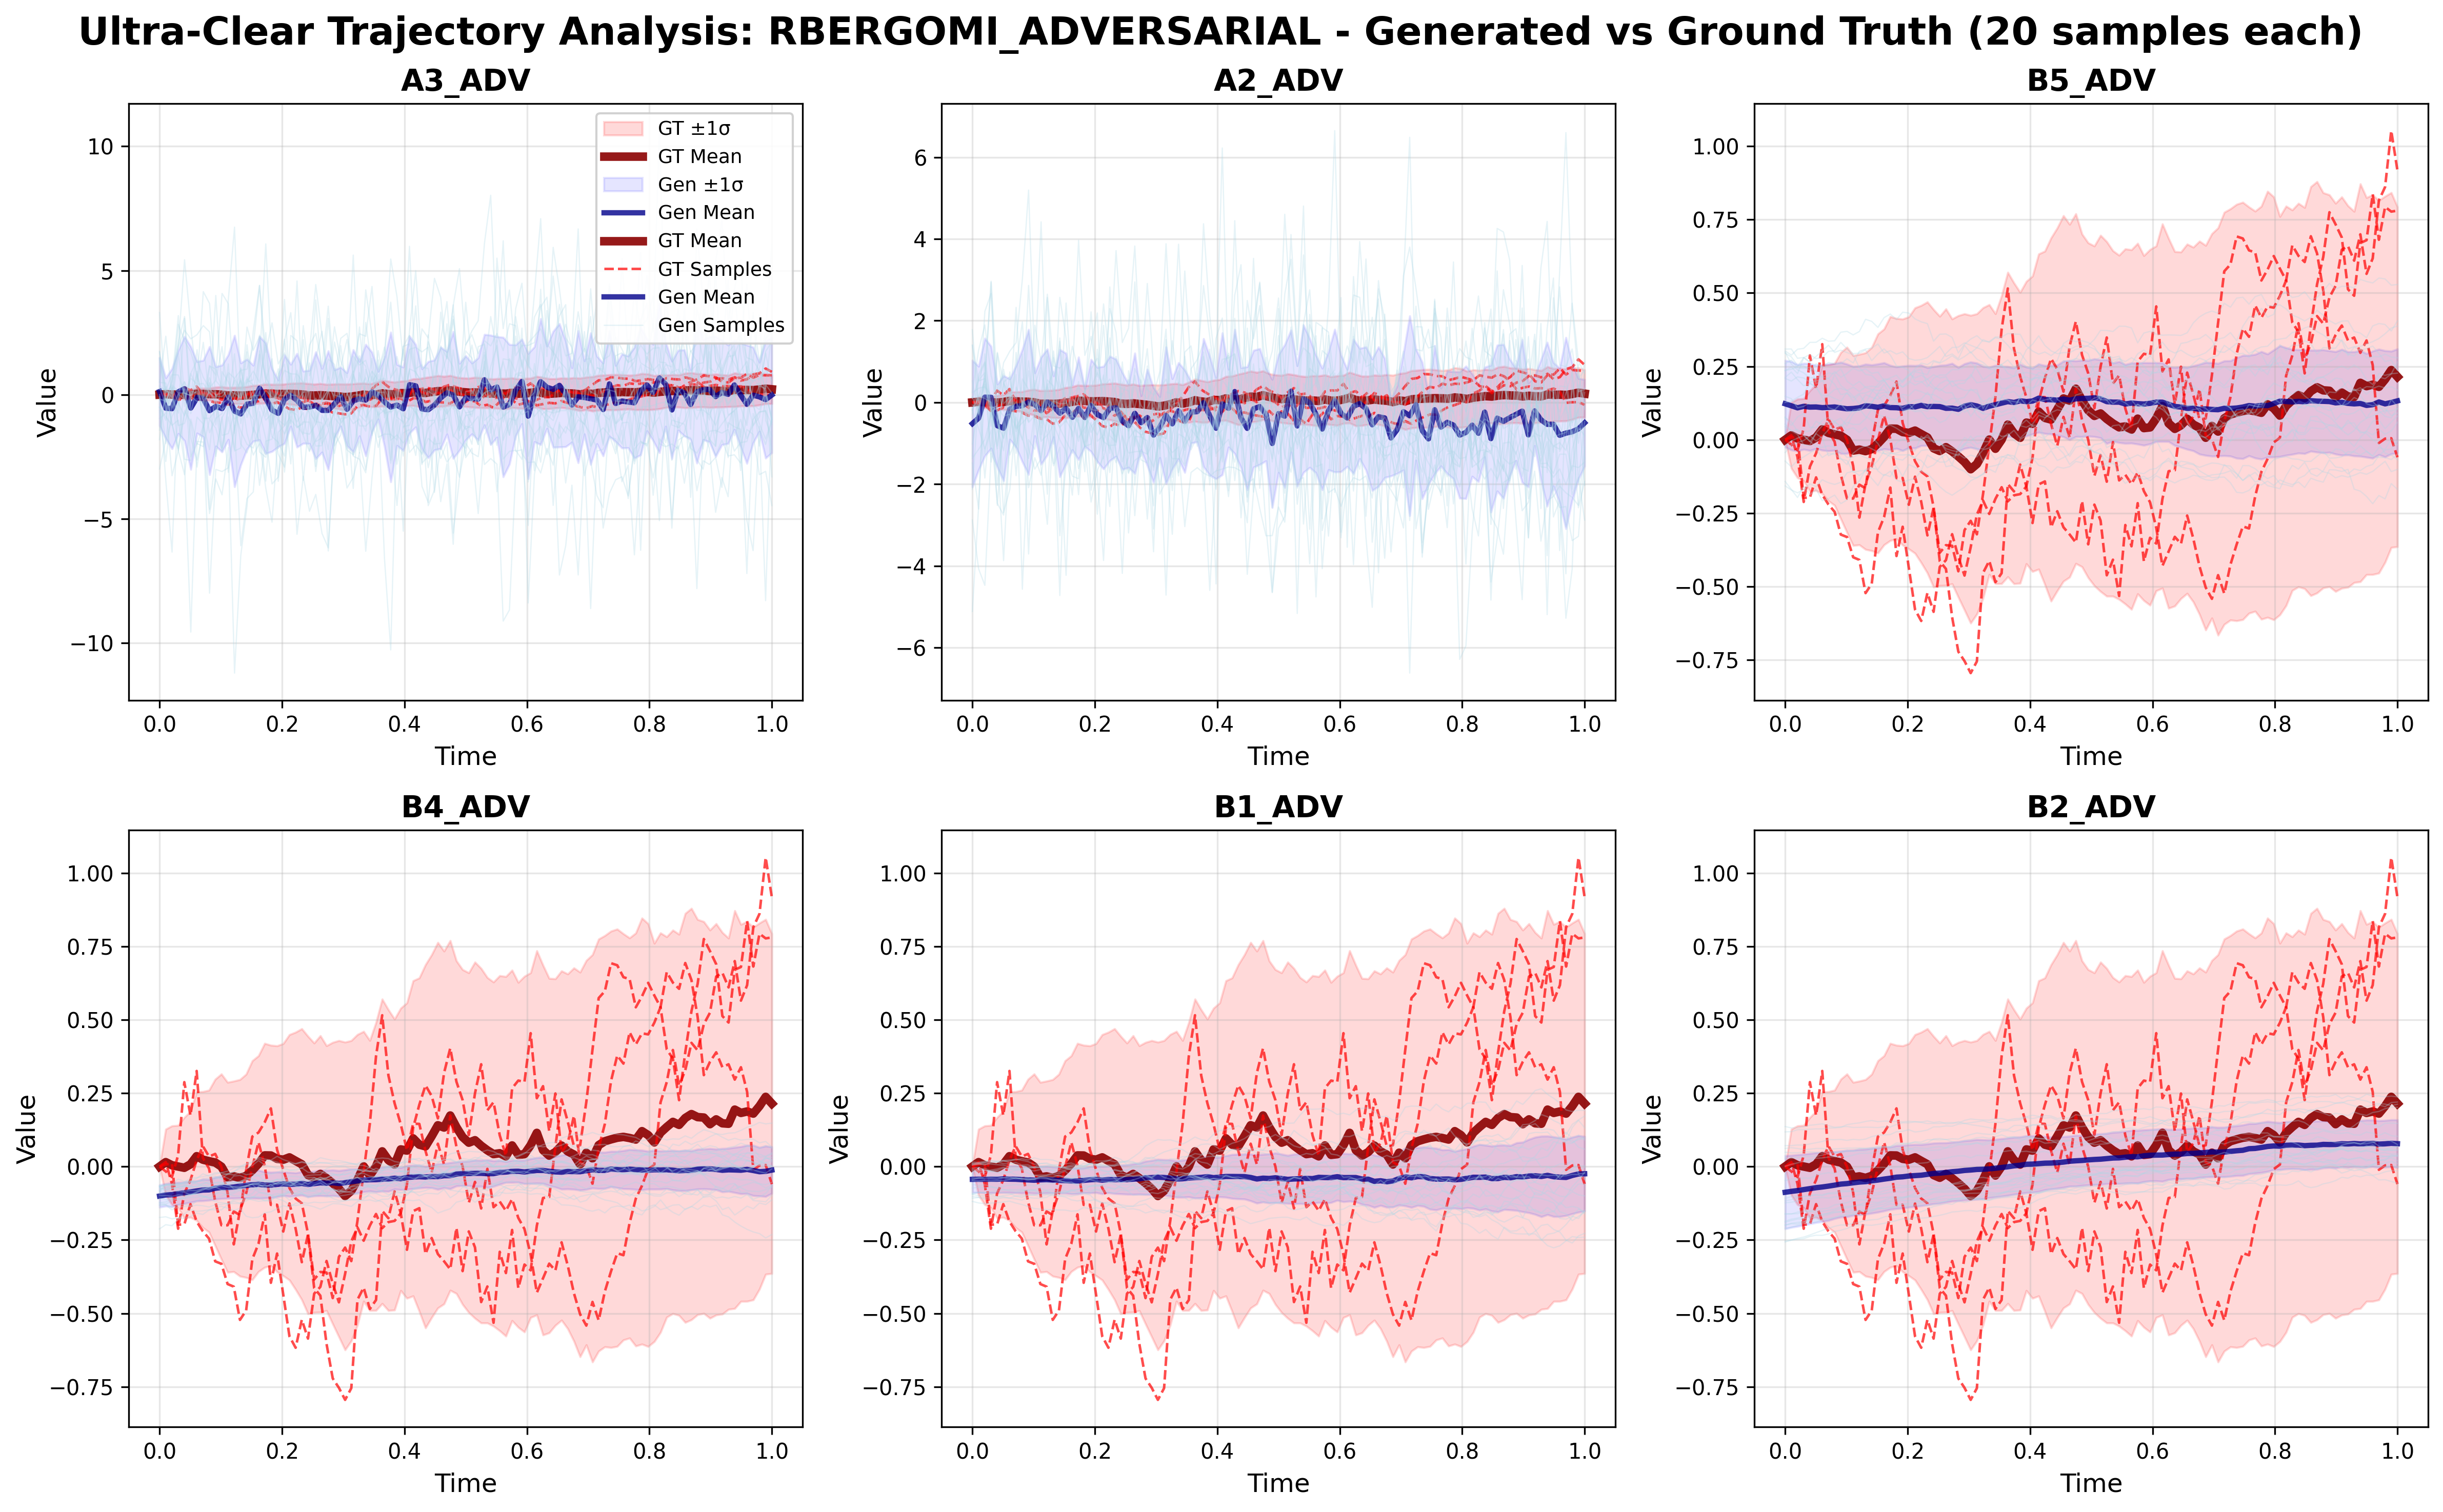 Ultra-Clear Trajectory Analysis: RBERGOMI_ADVERSARIAL - Generated vs Ground Truth (20 samples each)
A3_ADV
10
5
0
−5
−10
Value
0.0 0.2 0.4 0.6 0.8 1.0
Time
GT ±1σ
GT Mean
Gen ±1σ
Gen Mean
GT Mean
GT Samples
Gen Mean
Gen Samples
A2_ADV
6
4
2
0
−2
−4
−6
Value
0.0 0.2 0.4 0.6 0.8 1.0
Time
B5_ADV
1.00
0.75
0.50
0.25
0.00
−0.25
−0.50
−0.75
Value
0.0 0.2 0.4 0.6 0.8 1.0
Time
B4_ADV
1.00
0.75
0.50
0.25
0.00
−0.25
−0.50
−0.75
Value
0.0 0.2 0.4 0.6 0.8 1.0
Time
B1_ADV
1.00
0.75
0.50
0.25
0.00
−0.25
−0.50
−0.75
Value
0.0 0.2 0.4 0.6 0.8 1.0
Time
B2_ADV
1.00
0.75
0.50
0.25
0.00
−0.25
−0.50
−0.75
Value
0.0 0.2 0.4 0.6 0.8 1.0
Time